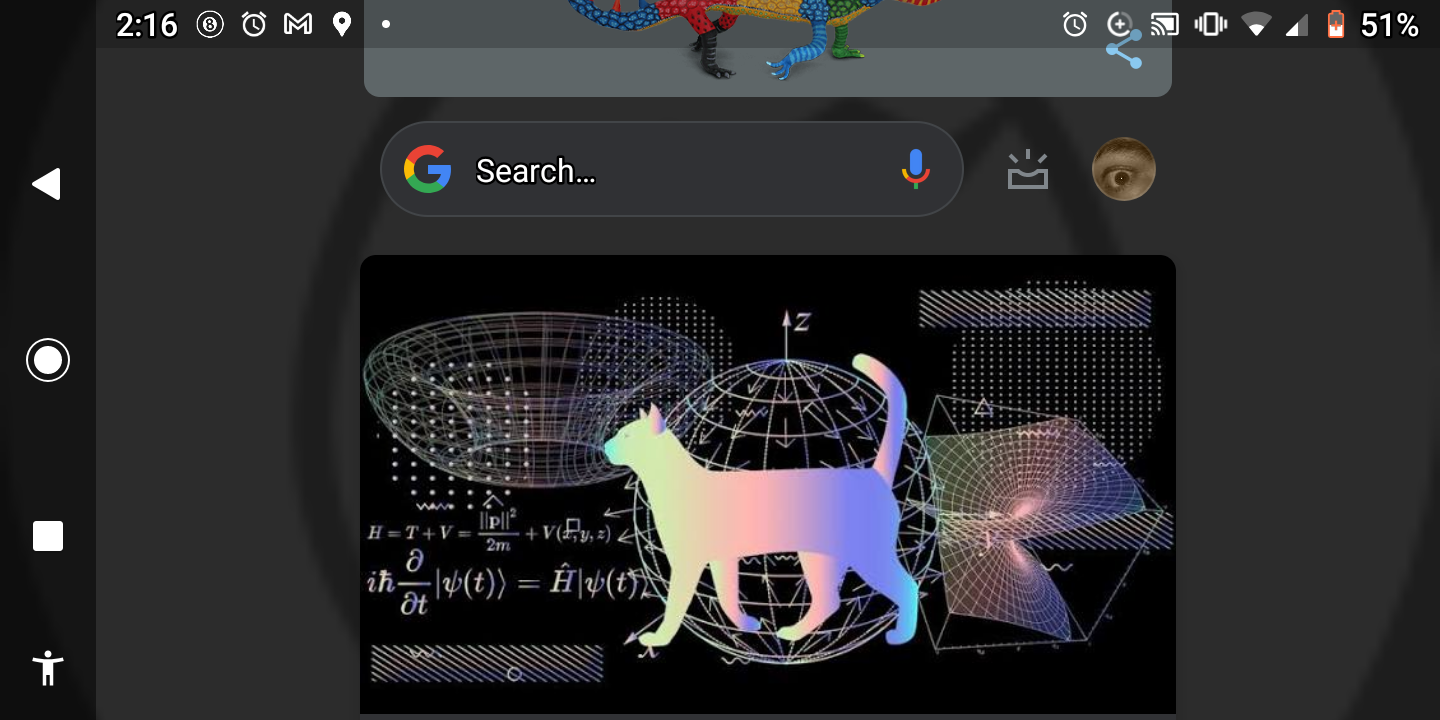 2:16
51%
Search...
Z
H = T + V = ||p||² / 2m + V(x, y, z)
iħ ∂/∂t |ψ(t)⟩ = Ĥ|ψ(t)⟩
x